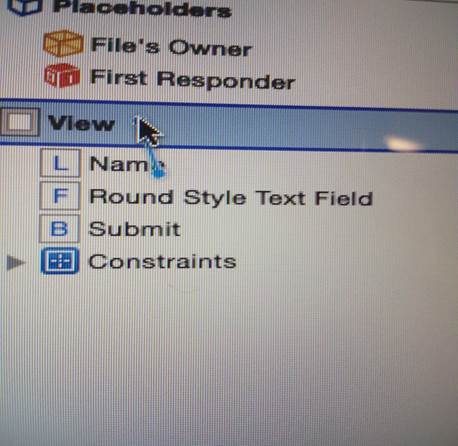 Placeholders
File's Owner
First Responder
View
L Name
F Round Style Text Field
B Submit
Constraints